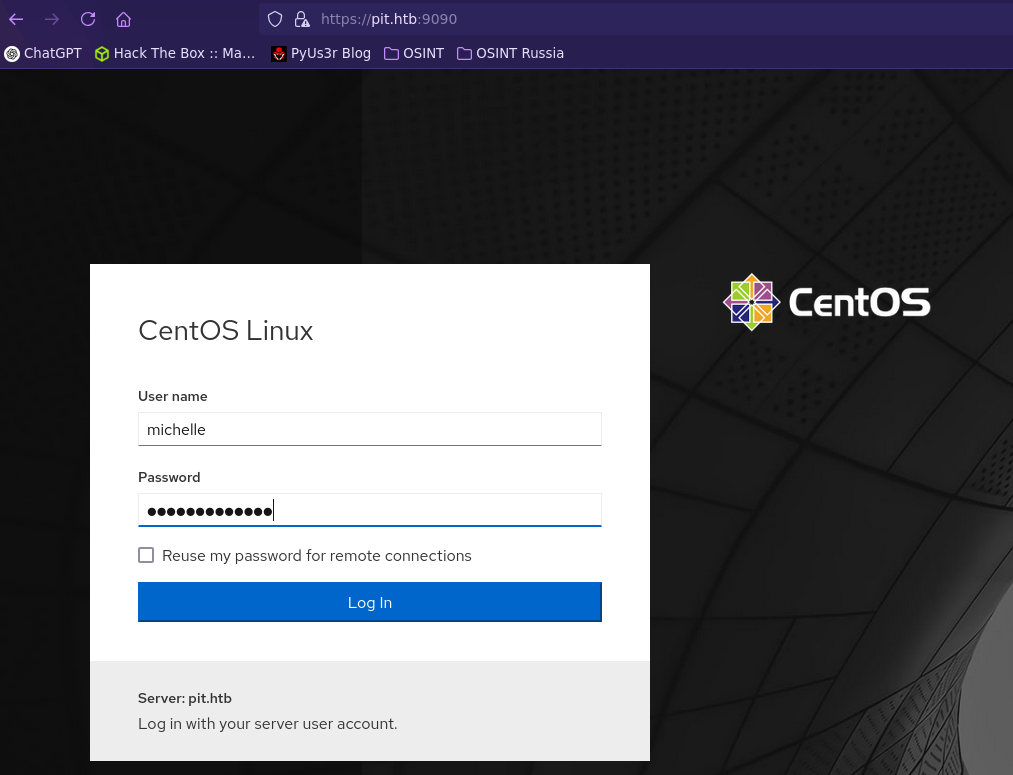 https://pit.htb:9090
ChatGPT Hack The Box :: Ma... PyUs3r Blog OSINT OSINT Russia
CentOS Linux
CentOS
User name
michelle
Password
●●●●●●●●●●●●●
Reuse my password for remote connections
Log In
Server: pit.htb
Log in with your server user account.